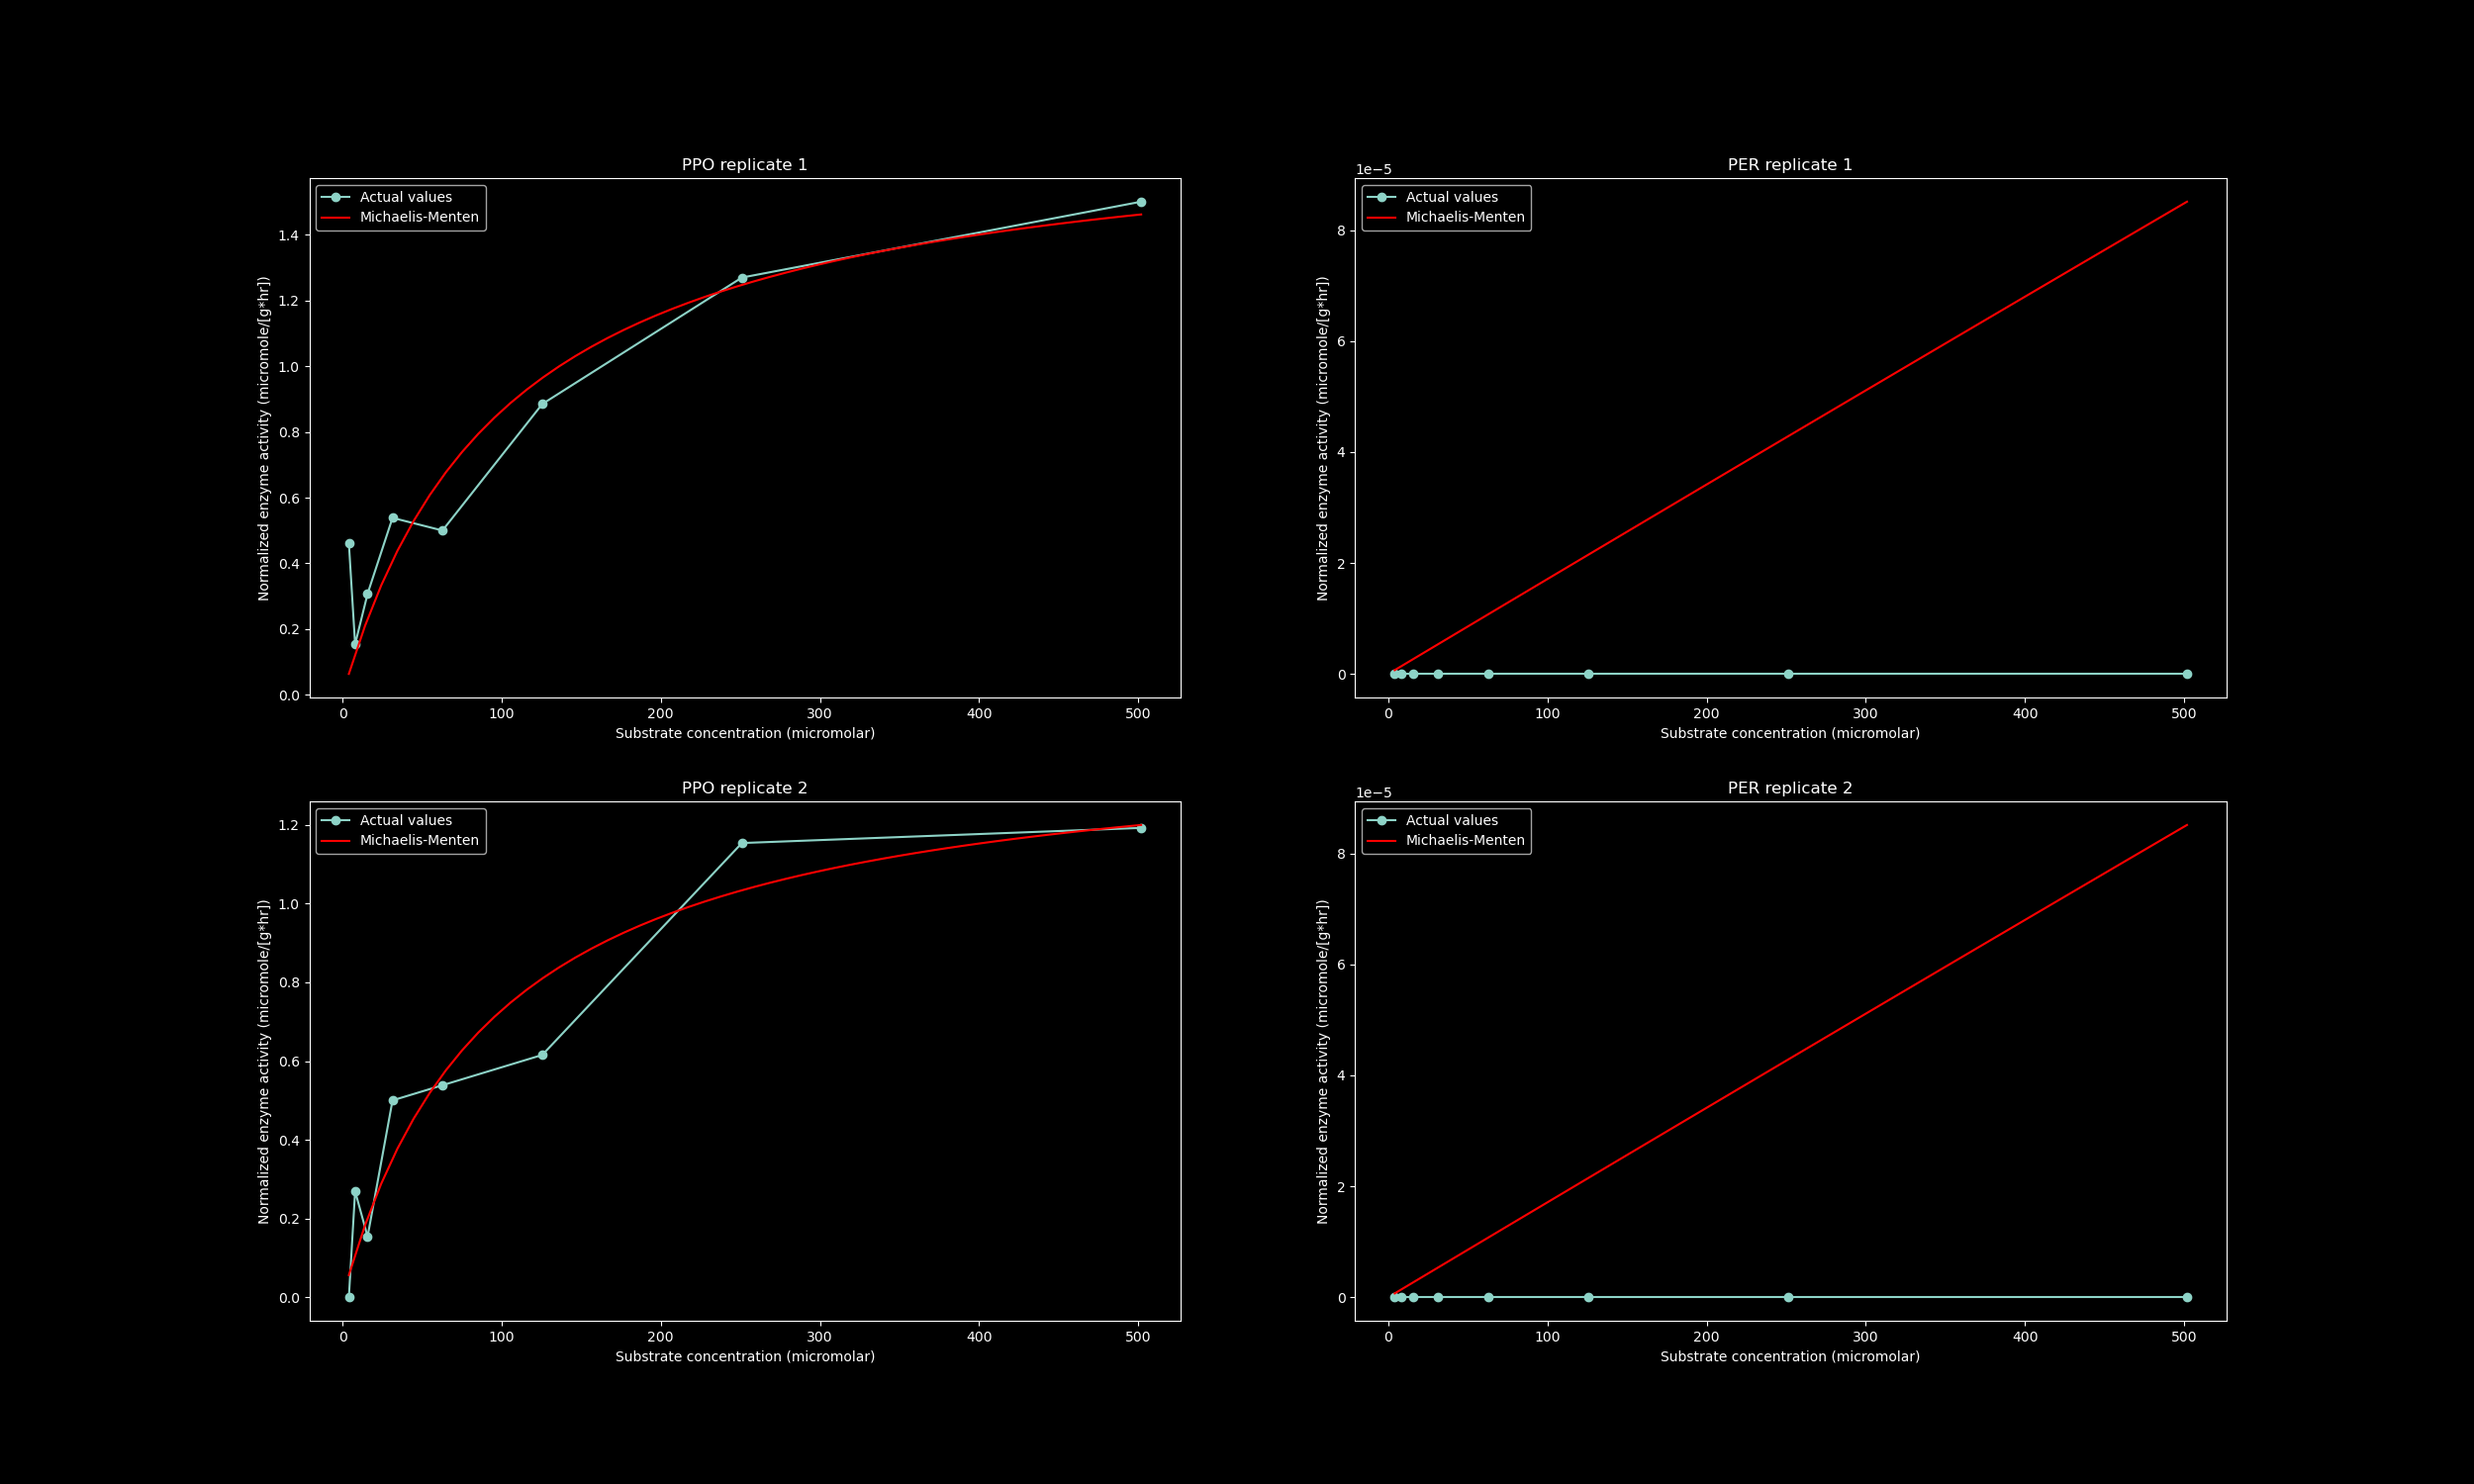 PPO replicate 1
Actual values
Michaelis-Menten
Normalized enzyme activity (micromole/[g*hr])
1.4
1.2
1.0
0.8
0.6
0.4
0.2
0.0
0 100 200 300 400 500
Substrate concentration (micromolar)
PER replicate 1
1e−5
Actual values
Michaelis-Menten
Normalized enzyme activity (micromole/[g*hr])
8
6
4
2
0
0 100 200 300 400 500
Substrate concentration (micromolar)
PPO replicate 2
Actual values
Michaelis-Menten
Normalized enzyme activity (micromole/[g*hr])
1.2
1.0
0.8
0.6
0.4
0.2
0.0
0 100 200 300 400 500
Substrate concentration (micromolar)
PER replicate 2
1e−5
Actual values
Michaelis-Menten
Normalized enzyme activity (micromole/[g*hr])
8
6
4
2
0
0 100 200 300 400 500
Substrate concentration (micromolar)